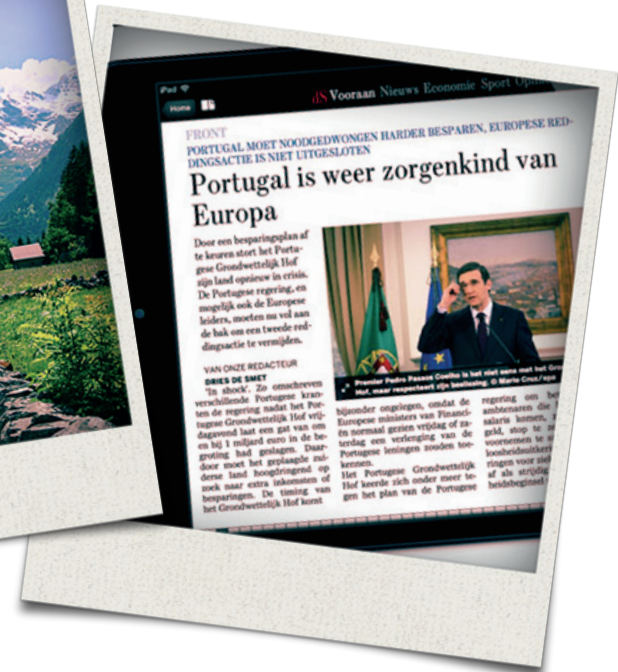 iPad
Home
dS Vooraan Nieuws Economie Sport Opin
FRONT
PORTUGAL MOET NOODGEDWONGEN HARDER BESPAREN, EUROPESE RED-
DINGSACTIE IS NIET UITGESLOTEN
Portugal is weer zorgenkind van
Europa
Door een besparingsplan af
te keuren stort het Portu-
gese Grondwettelijk Hof
zijn land opnieuw in crisis.
De Portugese regering, en
mogelijk ook de Europese
leiders, moeten nu vol aan
de bak om een tweede red-
dingsactie te vermijden.
VAN ONZE REDACTEUR
DRIES DE SMET
'In shock'. Zo omschreven
verschillende Portugese kran-
ten de regering nadat het Por-
tugese Grondwettelijk Hof vrij-
dagavond laat een gat van om
en bij 1 miljard euro in de be-
groting had geslagen. Daar-
door moet het geplaagde zui-
derse land hoogdringend op
zoek naar extra inkomsten of
besparingen. De timing van
het Grondwettelijk Hof komt
Premier Pedro Passos Coelho is het niet eens met het Gro
Hof, maar respecteert zijn beslissing. © Mario Cruz/epa
bijzonder ongelegen, omdat de
Europese ministers van Financi-
ën normaal gezien vrijdag of za-
terdag een verlenging van de
Portugese leningen zouden toe-
kennen.
Het Portugese Grondwettelijk
Hof keerde zich onder meer te-
gen het plan van de Portugese
regering om be
ambtenaren die
salaris komen,
geld, stop te
voornemen te
loosheidsuitker
ringen voor zie
af als strijdig
heidsbeginsel